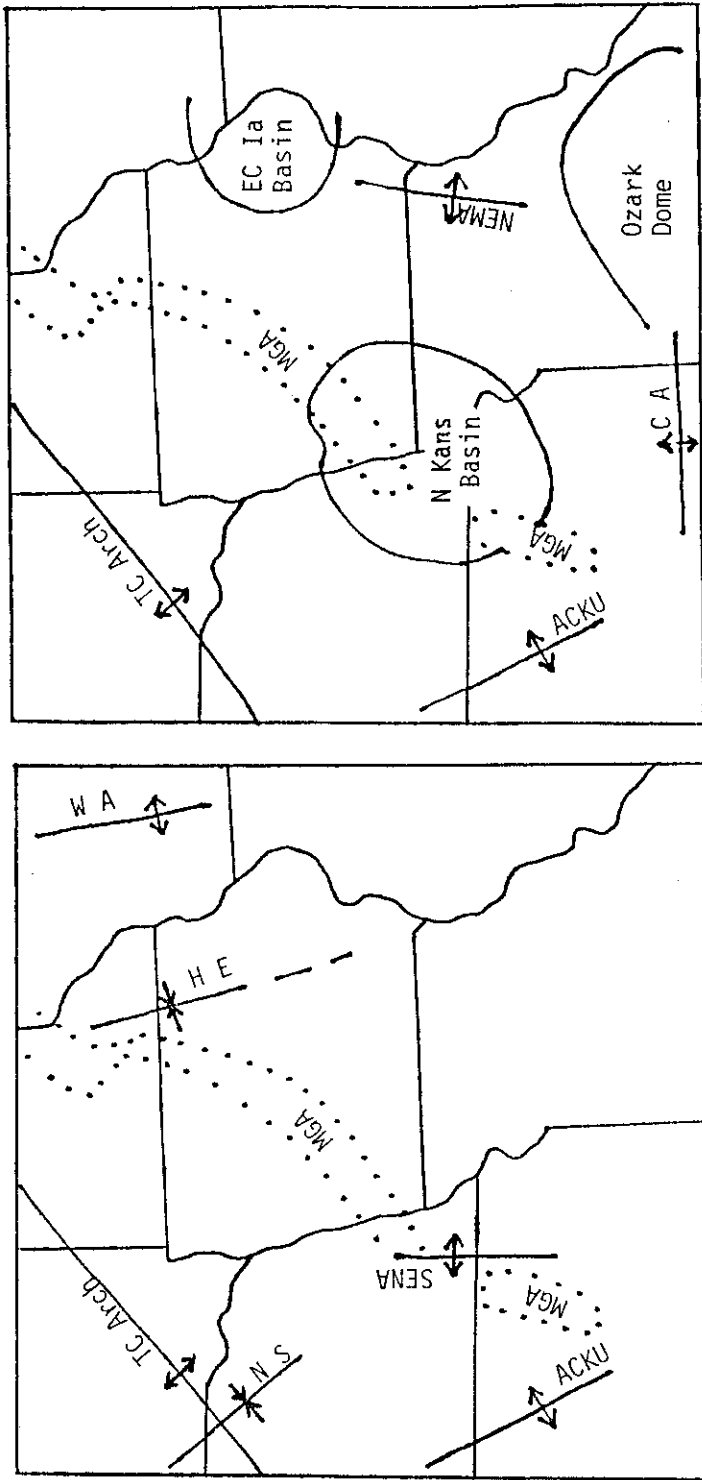 W A
H E
MGA
TC Arch
N S
SENA
MGA
ACKU
EC Ia
Basin
NEMA
Ozark
Dome
MGA
TC Arch
N Kans
Basin
MGA
ACKU
C A